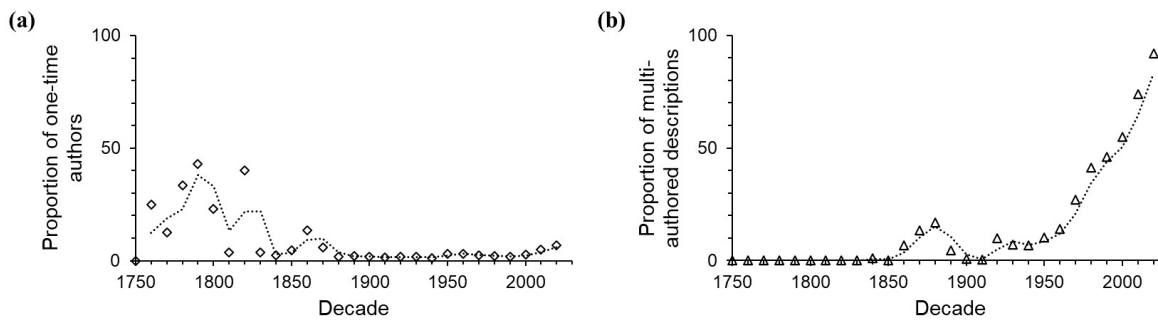 (a)
Proportion of one-time
authors
100
50
0
1750
1800
1850
1900
1950
2000
Decade
(b)
Proportion of multi-
authored descriptions
100
50
0
1750
1800
1850
1900
1950
2000
Decade